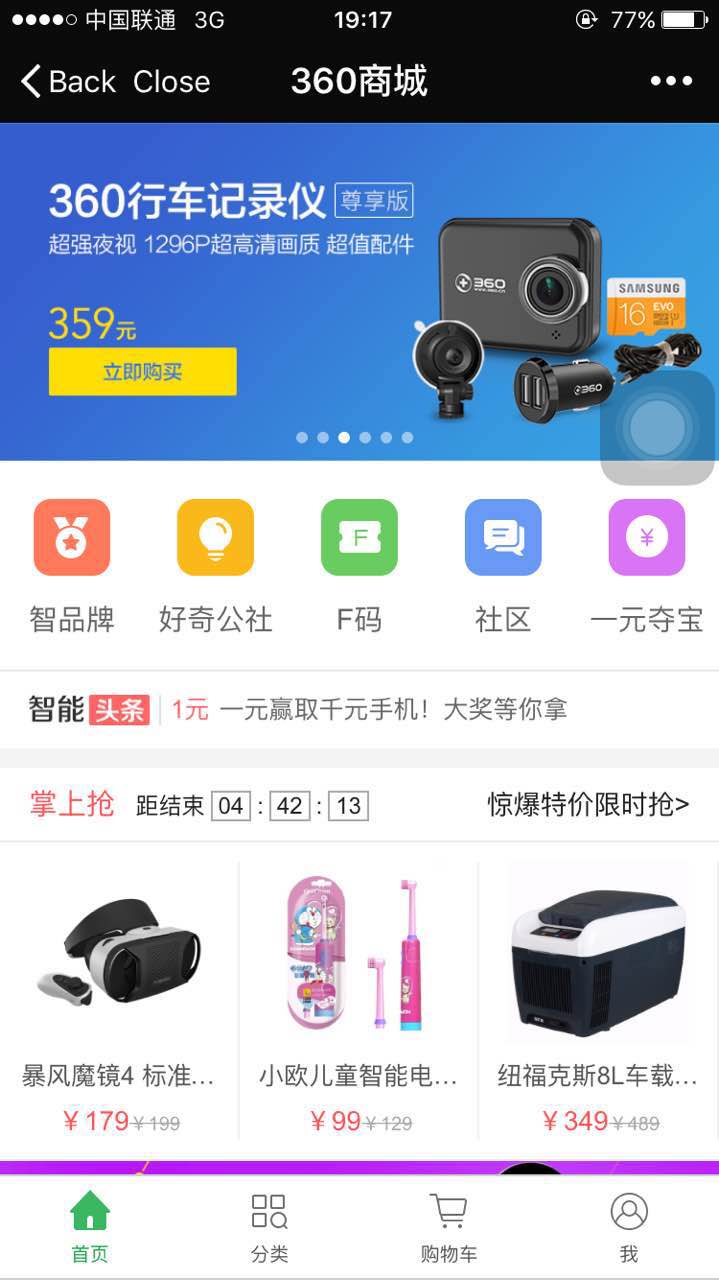 中国联通 3G 19:17 77%
Back Close 360商城
360行车记录仪 尊享版
超强夜视 1296P超高清画质 超值配件
359元
立即购买
360
WWW.360.CN
SAMSUNG
16 EVO
360
F
¥
智品牌 好奇公社 F码 社区 一元夺宝
智能头条 1元 一元赢取千元手机！大奖等你拿
掌上抢 距结束 04 : 42 : 13 惊爆特价限时抢>
暴风魔镜4 标准... 小欧儿童智能电... 纽福克斯8L车载...
¥179 ¥199 ¥99 ¥129 ¥349 ¥489
首页 分类 购物车 我